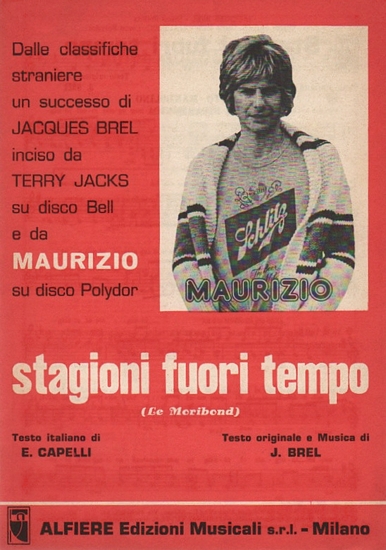 Dalle classifiche
straniere
un successo di
JACQUES BREL
inciso da
TERRY JACKS
su disco Bell
e da
MAURIZIO
su disco Polydor
Schlitz
MAURIZIO
stagioni fuori tempo
(Le Moribond)
Testo italiano di
E. CAPELLI
Testo originale e Musica di
J. BREL
ALFIERE Edizioni Musicali s.r.l. - Milano